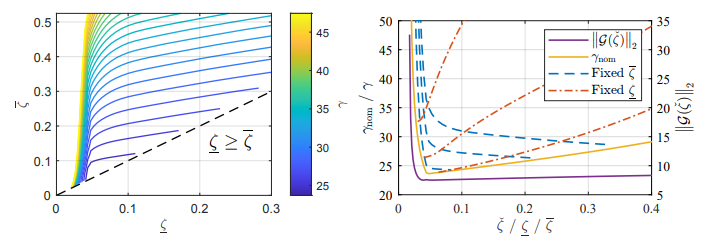 0.5
0.4
0.3
0.2
0.1
0
ζ̅
0 0.1 0.2 0.3
ζ̲
ζ̲ ≥ ζ̅
45
40
35
30
25
γ
50
45
40
35
30
25
20
γnom / γ
0 0.1 0.2 0.3 0.4
ζ̌ / ζ̲ / ζ̅
35
30
25
20
15
10
5
‖𝒢(ζ̌)‖₂
‖𝒢(ζ̌)‖₂
γnom
Fixed ζ̅
Fixed ζ̲